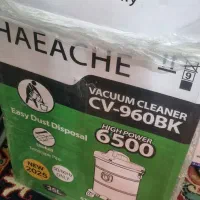 HAEACHE
VACUUM CLEANER
CV-960BK
Easy Dust Disposal
HIGH POWER
6500
NEW
2025